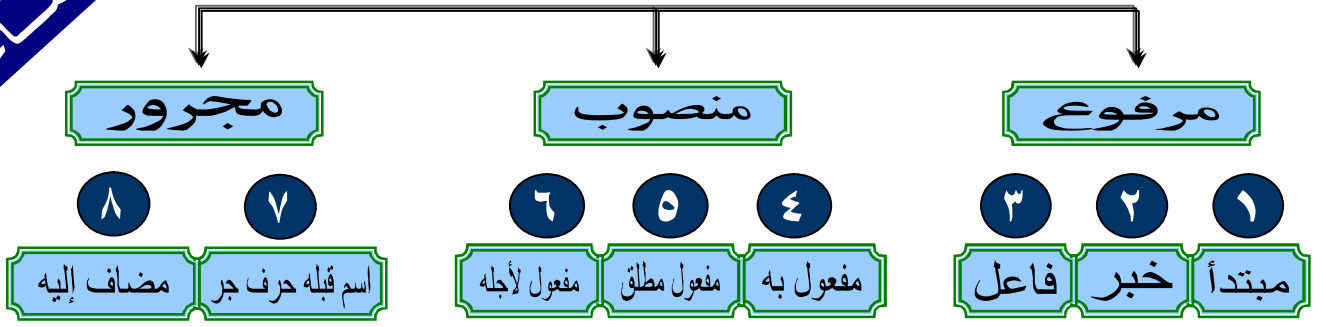 مرفوع منصوب مجرور
١ ٢ ٣ ٤ ٥ ٦ ٧ ٨
مبتدأ خبر فاعل مفعول به مفعول مطلق مفعول لأجله اسم قبله حرف جر مضاف إليه